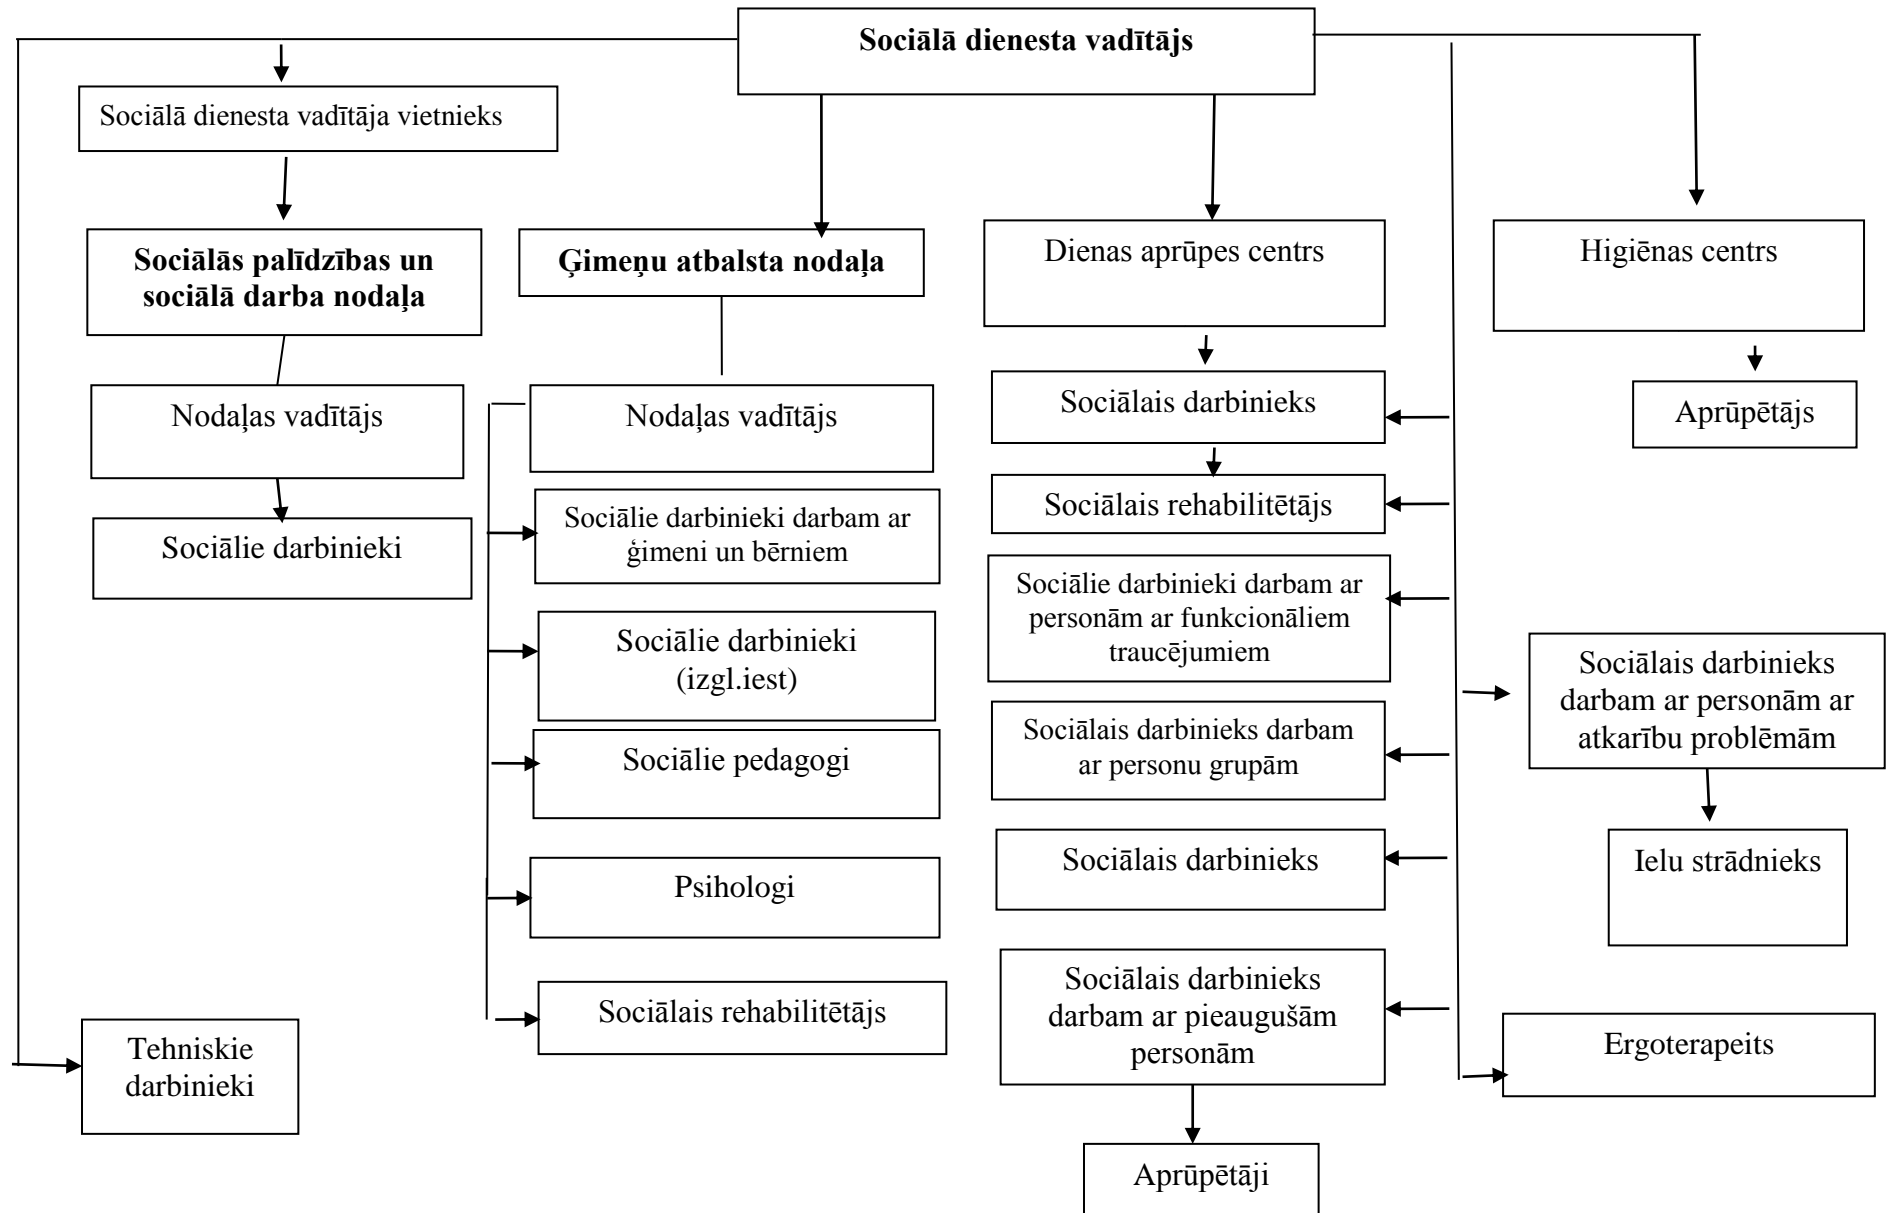 Sociālā dienesta vadītājs
Sociālā dienesta vadītāja vietnieks
Sociālās palīdzības un
sociālā darba nodaļa
Nodaļas vadītājs
Sociālie darbinieki
Tehniskie
darbinieki
Ģimeņu atbalsta nodaļa
Nodaļas vadītājs
Sociālie darbinieki darbam ar
ģimeni un bērniem
Sociālie darbinieki
(izgl.iest)
Sociālie pedagogi
Psihologi
Sociālais rehabilitētājs
Dienas aprūpes centrs
Sociālais darbinieks
Sociālais rehabilitētājs
Sociālie darbinieki darbam ar
personām ar funkcionāliem
traucējumiem
Sociālais darbinieks darbam
ar personu grupām
Sociālais darbinieks
Sociālais darbinieks
darbam ar pieaugušām
personām
Aprūpētāji
Higiēnas centrs
Aprūpētājs
Sociālais darbinieks
darbam ar personām ar
atkarību problēmām
Ielu strādnieks
Ergoterapeits